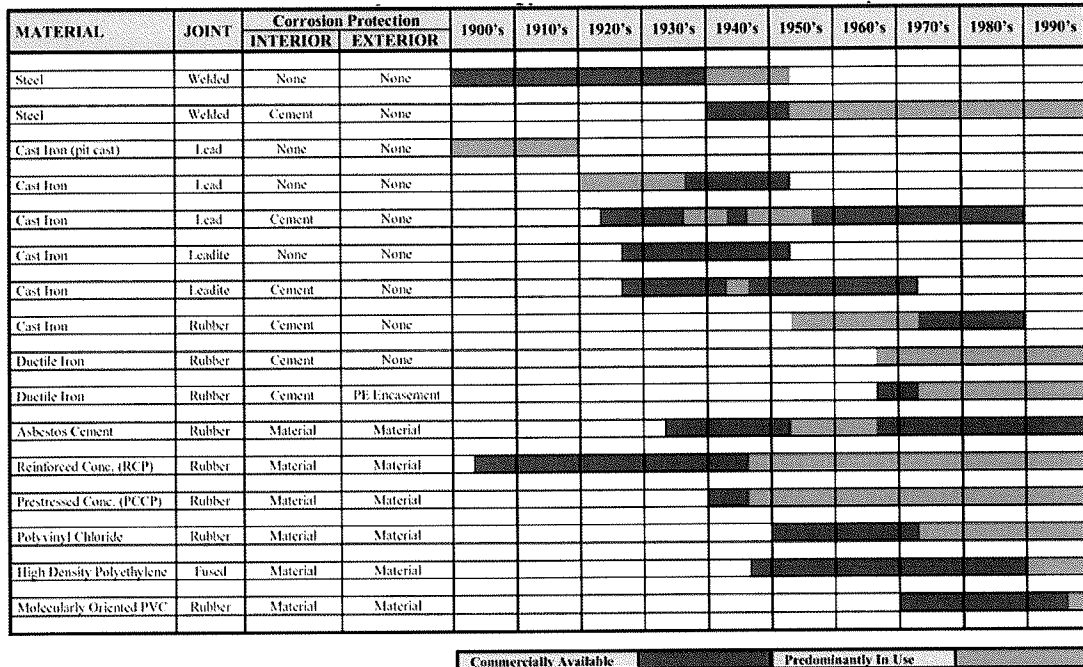 MATERIAL JOINT Corrosion Protection 1900's 1910's 1920's 1930's 1940's 1950's 1960's 1970's 1980's 1990's
INTERIOR EXTERIOR
Steel Welded None None
Steel Welded Cement None
Cast Iron (pit cast) Lead None None
Cast Iron Lead None None
Cast Iron Lead Cement None
Cast Iron Leadite None None
Cast Iron Leadite Cement None
Cast Iron Rubber Cement None
Ductile Iron Rubber Cement None
Ductile Iron Rubber Cement PE Encasement
Asbestos Cement Rubber Material Material
Reinforced Conc. (RCP) Rubber Material Material
Prestressed Conc. (PCCP) Rubber Material Material
Polyvinyl Chloride Rubber Material Material
High Density Polyethylene Fused Material Material
Molecularly Oriented PVC Rubber Material Material
Commercially Available Predominantly In Use